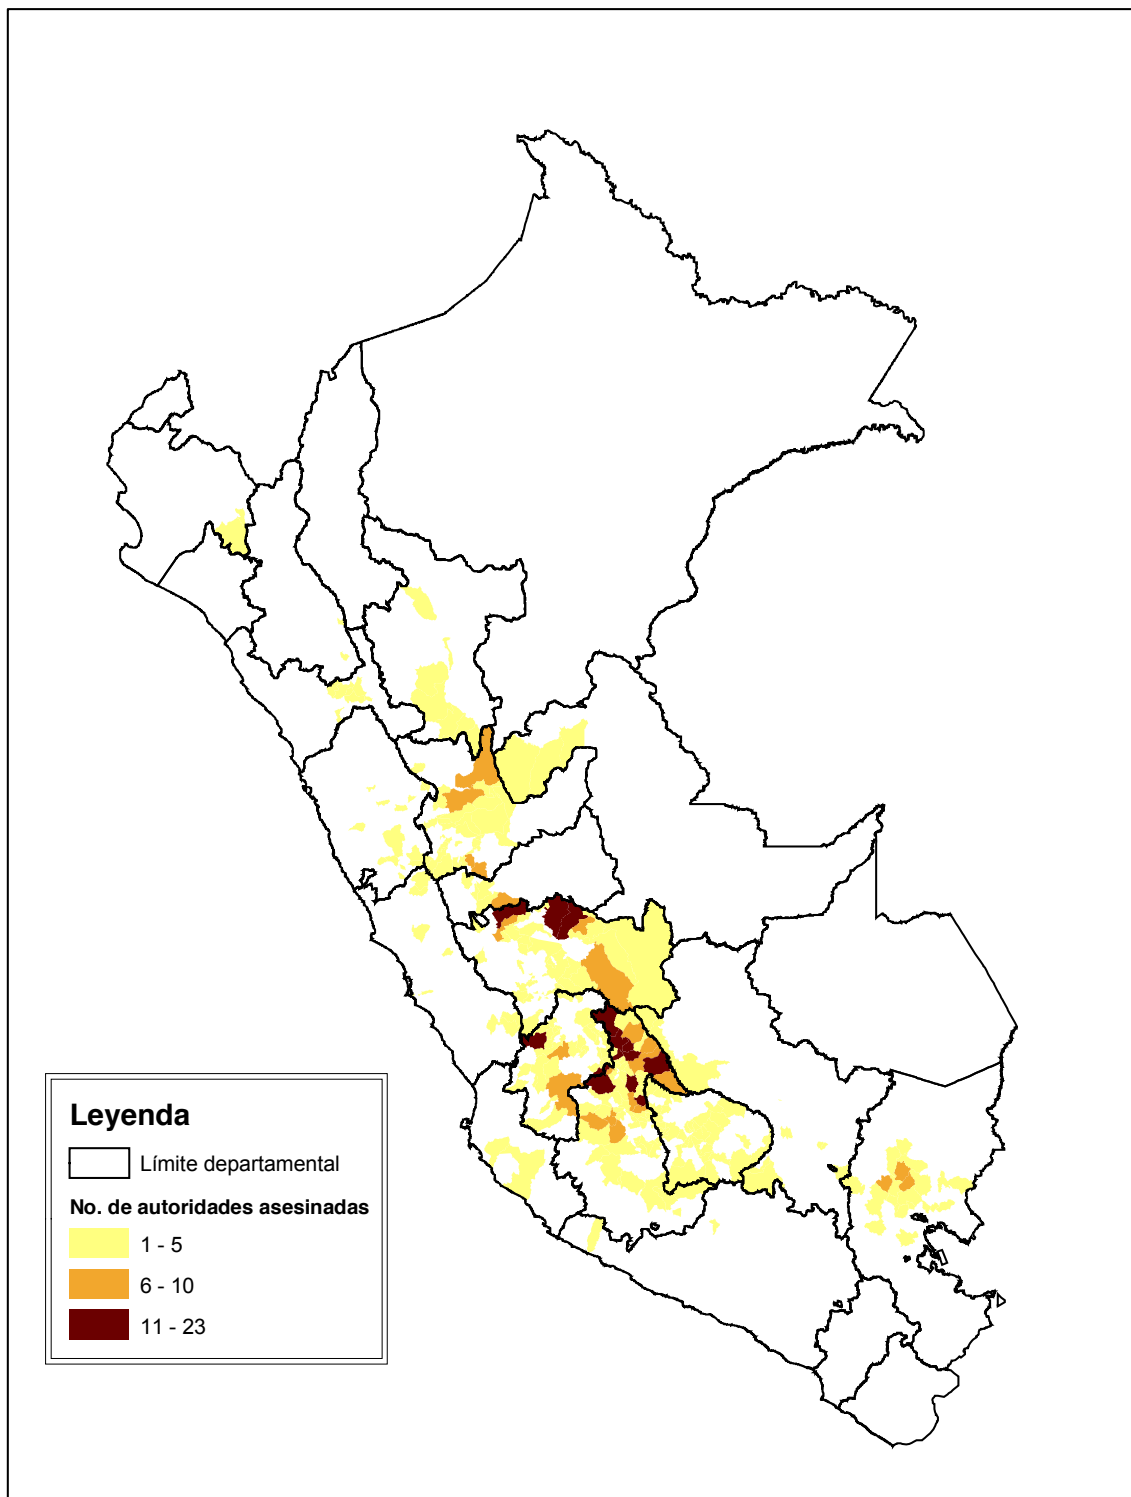 Leyenda
Límite departamental
No. de autoridades asesinadas
1 - 5
6 - 10
11 - 23